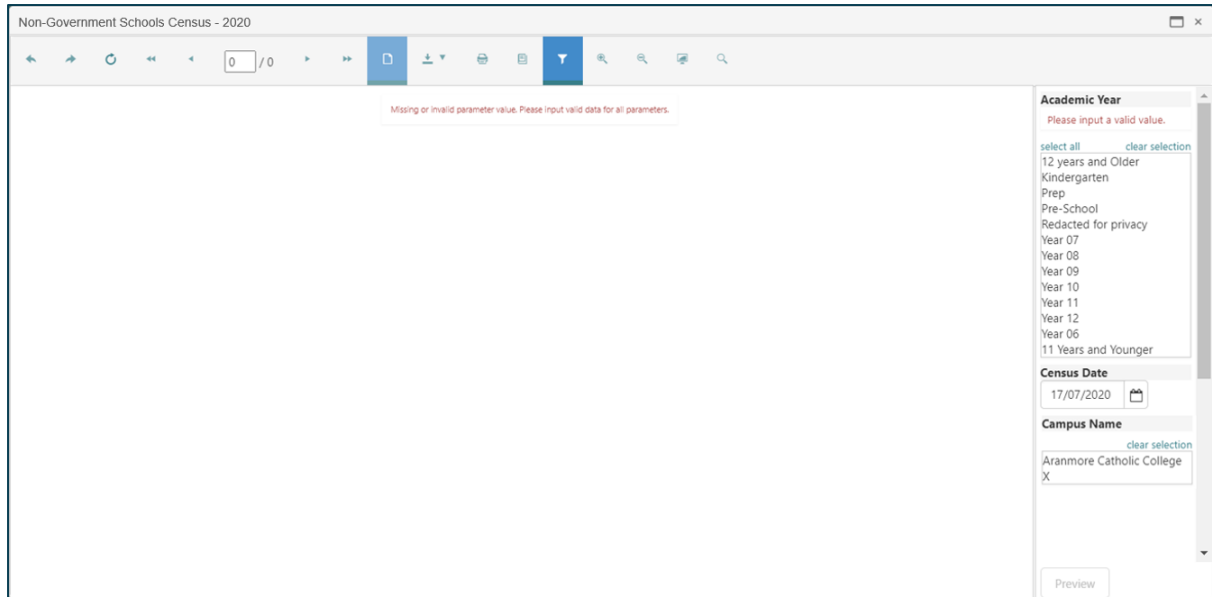 Non-Government Schools Census - 2020
0 / 0
Missing or invalid parameter value. Please input valid data for all parameters.
Academic Year
Please input a valid value.
select all clear selection
12 years and Older
Kindergarten
Prep
Pre-School
Redacted for privacy
Year 07
Year 08
Year 09
Year 10
Year 11
Year 12
Year 06
11 Years and Younger
Census Date
17/07/2020
Campus Name
clear selection
Aranmore Catholic College
X
Preview